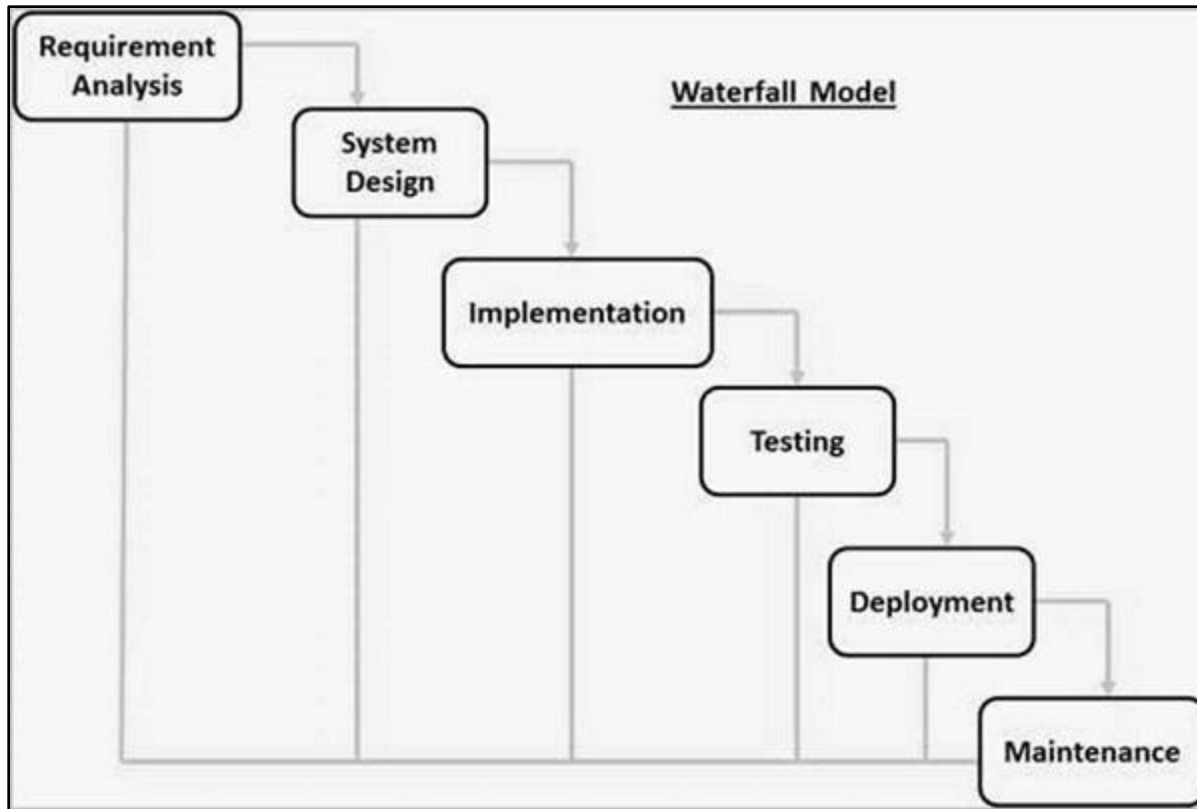 Requirement
Analysis
Waterfall Model
System
Design
Implementation
Testing
Deployment
Maintenance